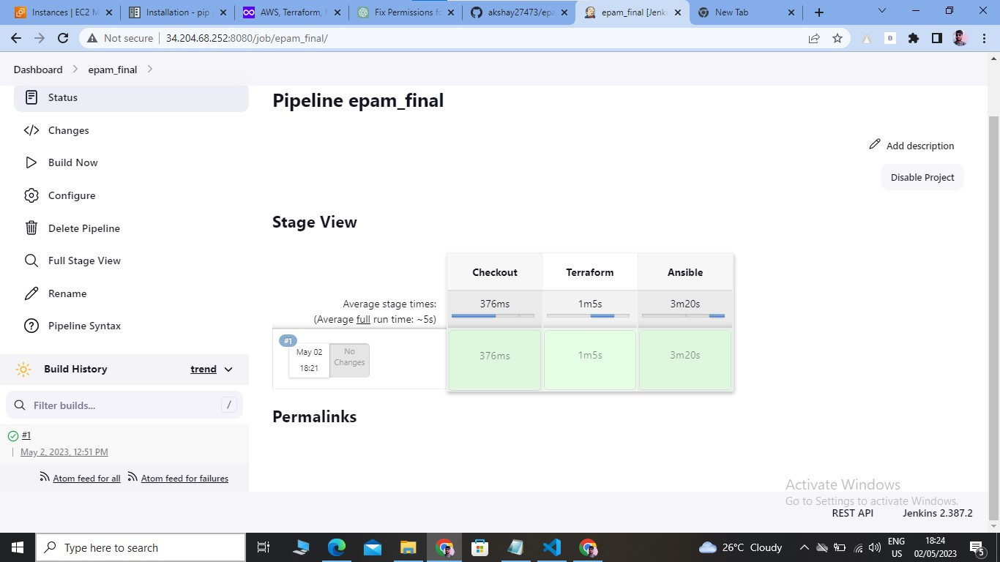 Instances | EC2 M
Installation - pip
AWS, Terraform,
Fix Permissions fo
akshay27473/epa
epam_final [Jenki
New Tab
Not secure
34.204.68.252:8080/job/epam_final/
B
Dashboard
epam_final
Status
Changes
Build Now
Configure
Delete Pipeline
Full Stage View
Rename
Pipeline Syntax
Build History
trend
Filter builds...
/
#1
May 2, 2023, 12:51 PM
Atom feed for all
Atom feed for failures
Pipeline epam_final
Add description
Disable Project
Stage View
Checkout
Terraform
Ansible
Average stage times:
376ms
1m5s
3m20s
(Average full run time: ~5s)
#1
May 02
18:21
No
Changes
376ms
1m5s
3m20s
Permalinks
Activate Windows
Go to Settings to activate Windows.
REST API
Jenkins 2.387.2
Type here to search
26°C Cloudy
ENG
US
18:24
02/05/2023
5